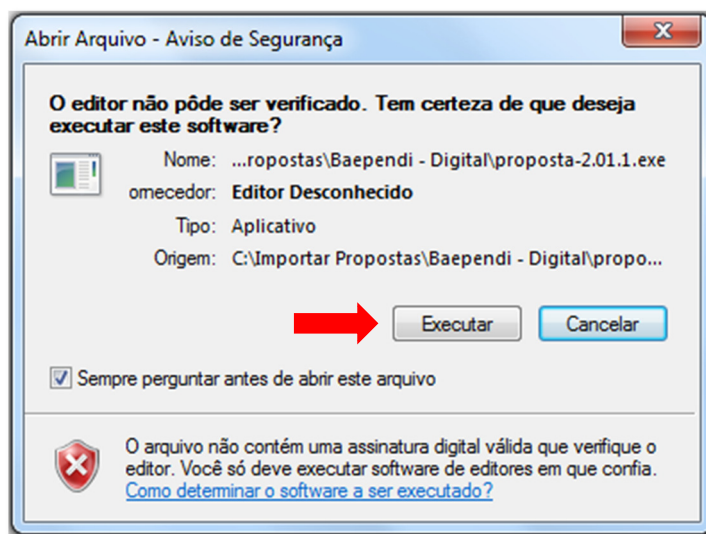 Abrir Arquivo - Aviso de Segurança
O editor não pôde ser verificado. Tem certeza de que deseja
executar este software?
Nome: ...ropostas\Baependi - Digital\proposta-2.01.1.exe
omecedor: Editor Desconhecido
Tipo: Aplicativo
Origem: C:\Importar Propostas\Baependi - Digital\propo...
Executar Cancelar
Sempre perguntar antes de abrir este arquivo
O arquivo não contém uma assinatura digital válida que verifique o
editor. Você só deve executar software de editores em que confia.
Como determinar o software a ser executado?